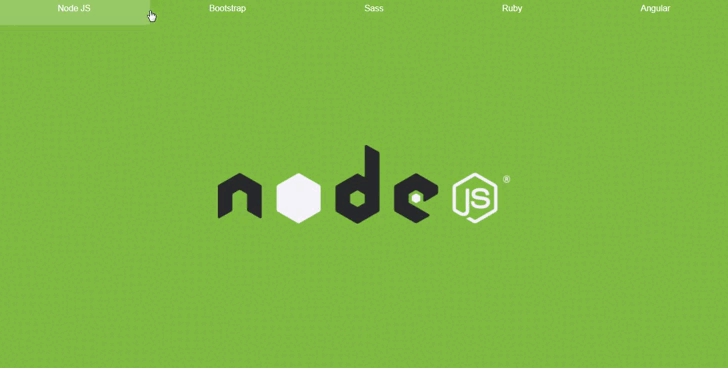 Node JS
Bootstrap
Sass
Ruby
Angular
node JS ®